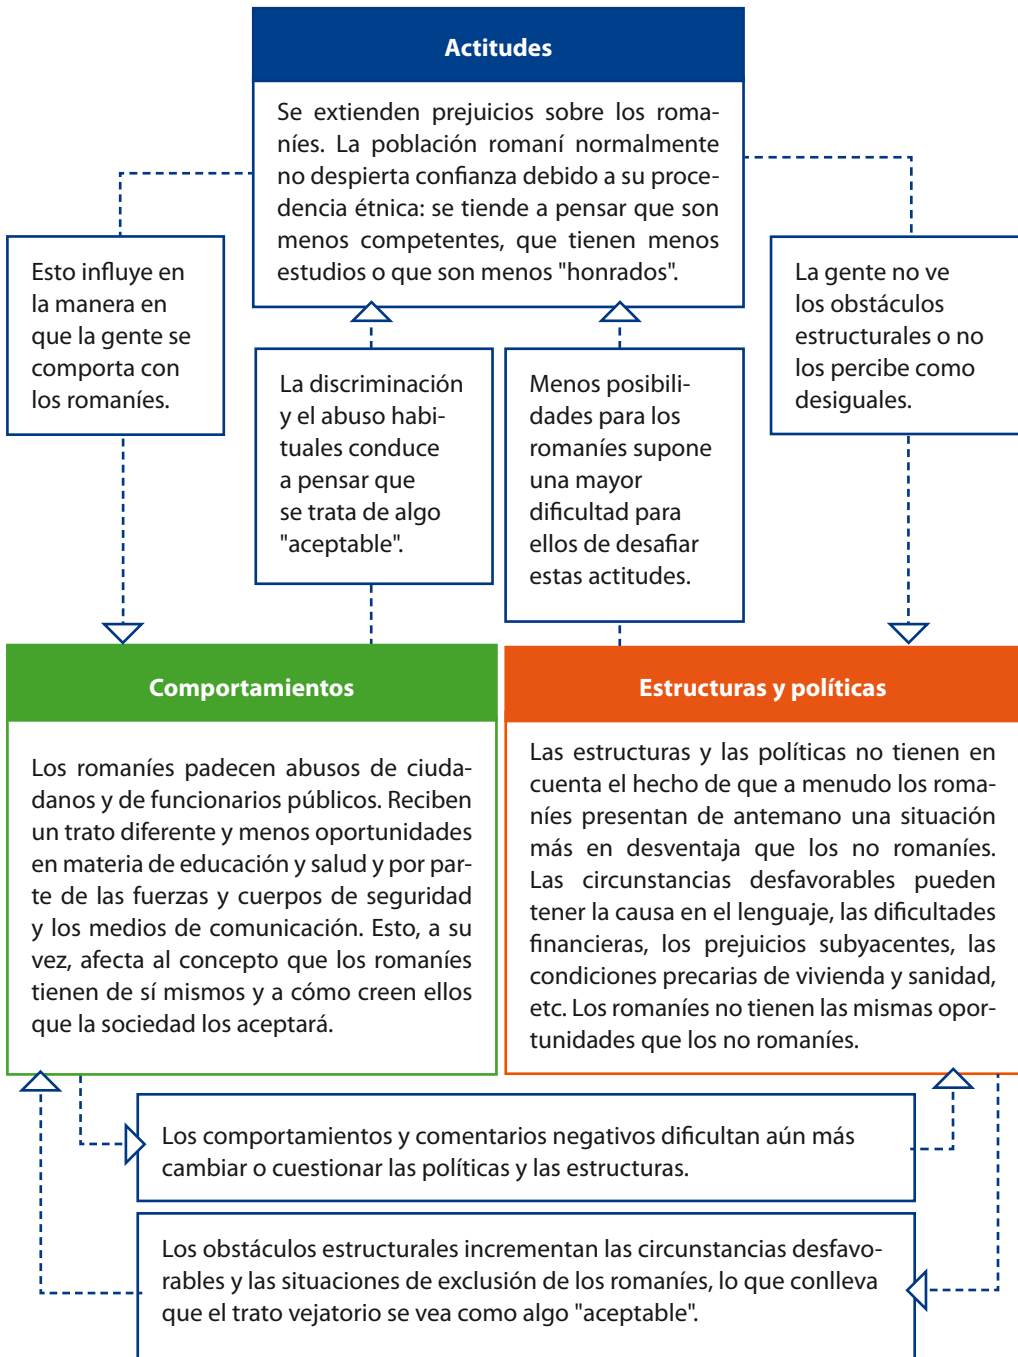 Actitudes
Se extienden prejuicios sobre los roma-
níes. La población romaní normalmente
no despierta confianza debido a su proce-
dencia étnica: se tiende a pensar que son
menos competentes, que tienen menos
estudios o que son menos "honrados".
Esto influye en
la manera en
que la gente se
comporta con
los romaníes.
La discriminación
y el abuso habi-
tuales conduce
a pensar que
se trata de algo
"aceptable".
Menos posibili-
dades para los
romaníes supone
una mayor
dificultad para
ellos de desafiar
estas actitudes.
La gente no ve
los obstáculos
estructurales o no
los percibe como
desiguales.
Comportamientos
Los romaníes padecen abusos de ciuda-
danos y de funcionarios públicos. Reciben
un trato diferente y menos oportunidades
en materia de educación y salud y por par-
te de las fuerzas y cuerpos de seguridad
y los medios de comunicación. Esto, a su
vez, afecta al concepto que los romaníes
tienen de sí mismos y a cómo creen ellos
que la sociedad los aceptará.
Estructuras y políticas
Las estructuras y las políticas no tienen en
cuenta el hecho de que a menudo los roma-
níes presentan de antemano una situación
más en desventaja que los no romaníes.
Las circunstancias desfavorables pueden
tener la causa en el lenguaje, las dificultades
financieras, los prejuicios subyacentes, las
condiciones precarias de vivienda y sanidad,
etc. Los romaníes no tienen las mismas opor-
tunidades que los no romaníes.
Los comportamientos y comentarios negativos dificultan aún más
cambiar o cuestionar las políticas y las estructuras.
Los obstáculos estructurales incrementan las circunstancias desfavo-
rables y las situaciones de exclusión de los romaníes, lo que conlleva
que el trato vejatorio se vea como algo "aceptable".